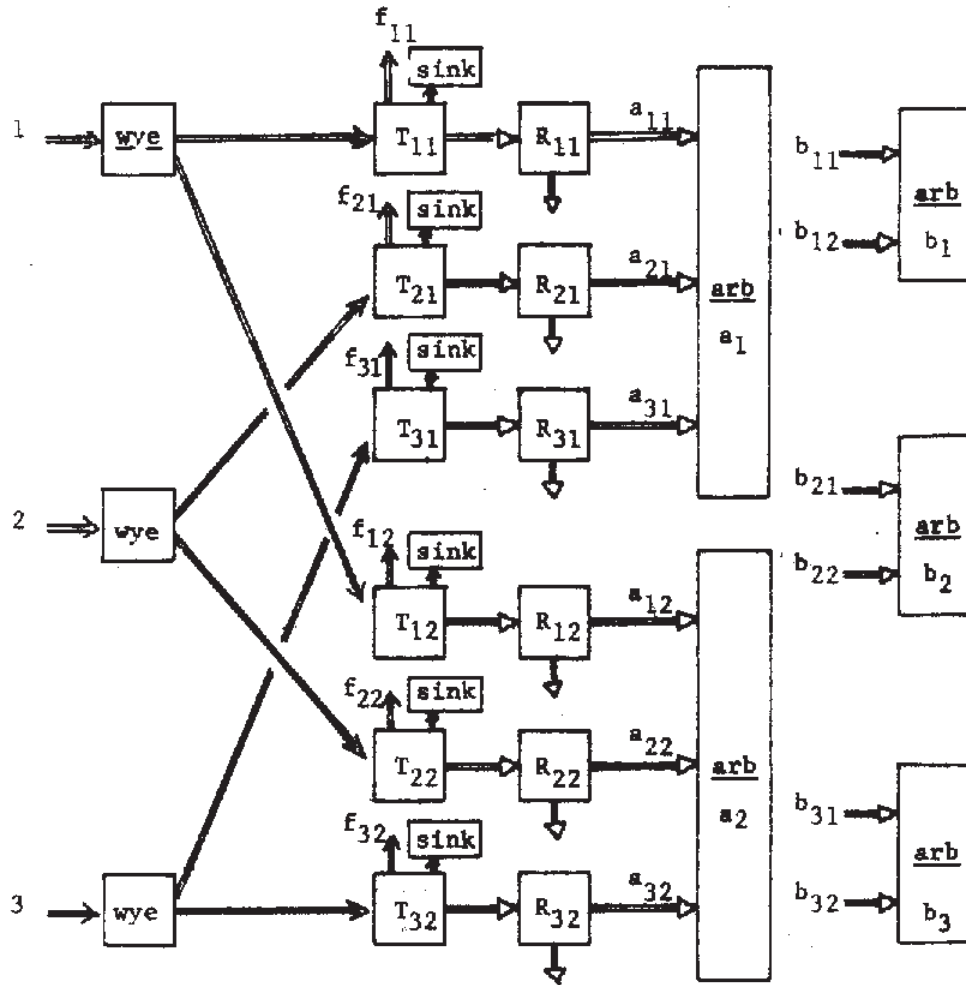 f11
sink
1
wye
T11
R11
a11
b11
arb
b1
b12
f21
sink
T21
R21
a21
arb
a1
f31
sink
T31
R31
a31
b21
arb
b2
b22
2
wye
f12
sink
T12
R12
a12
f22
sink
T22
R22
a22
arb
a2
b31
arb
b3
b32
f32
sink
3
wye
T32
R32
a32